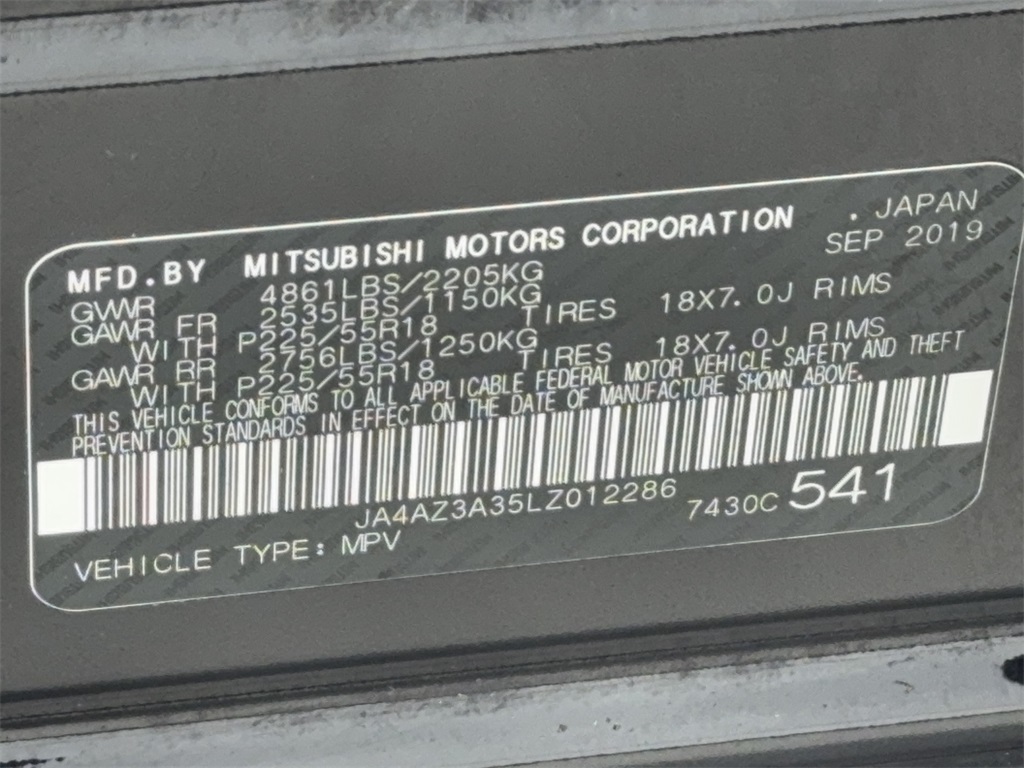 MFD.BY MITSUBISHI MOTORS CORPORATION . JAPAN
GVWR 4861LBS/2205KG SEP 2019
GAWR FR 2535LBS/1150KG
WITH P225/55R18 TIRES 18X7.0J RIMS
GAWR RR 2756LBS/1250KG
WITH P225/55R18 TIRES 18X7.0J RIMS
THIS VEHICLE CONFORMS TO ALL APPLICABLE FEDERAL MOTOR VEHICLE SAFETY AND THEFT
PREVENTION STANDARDS IN EFFECT ON THE DATE OF MANUFACTURE SHOWN ABOVE.
JA4AZ3A35LZ012286 7430C 541
VEHICLE TYPE: MPV